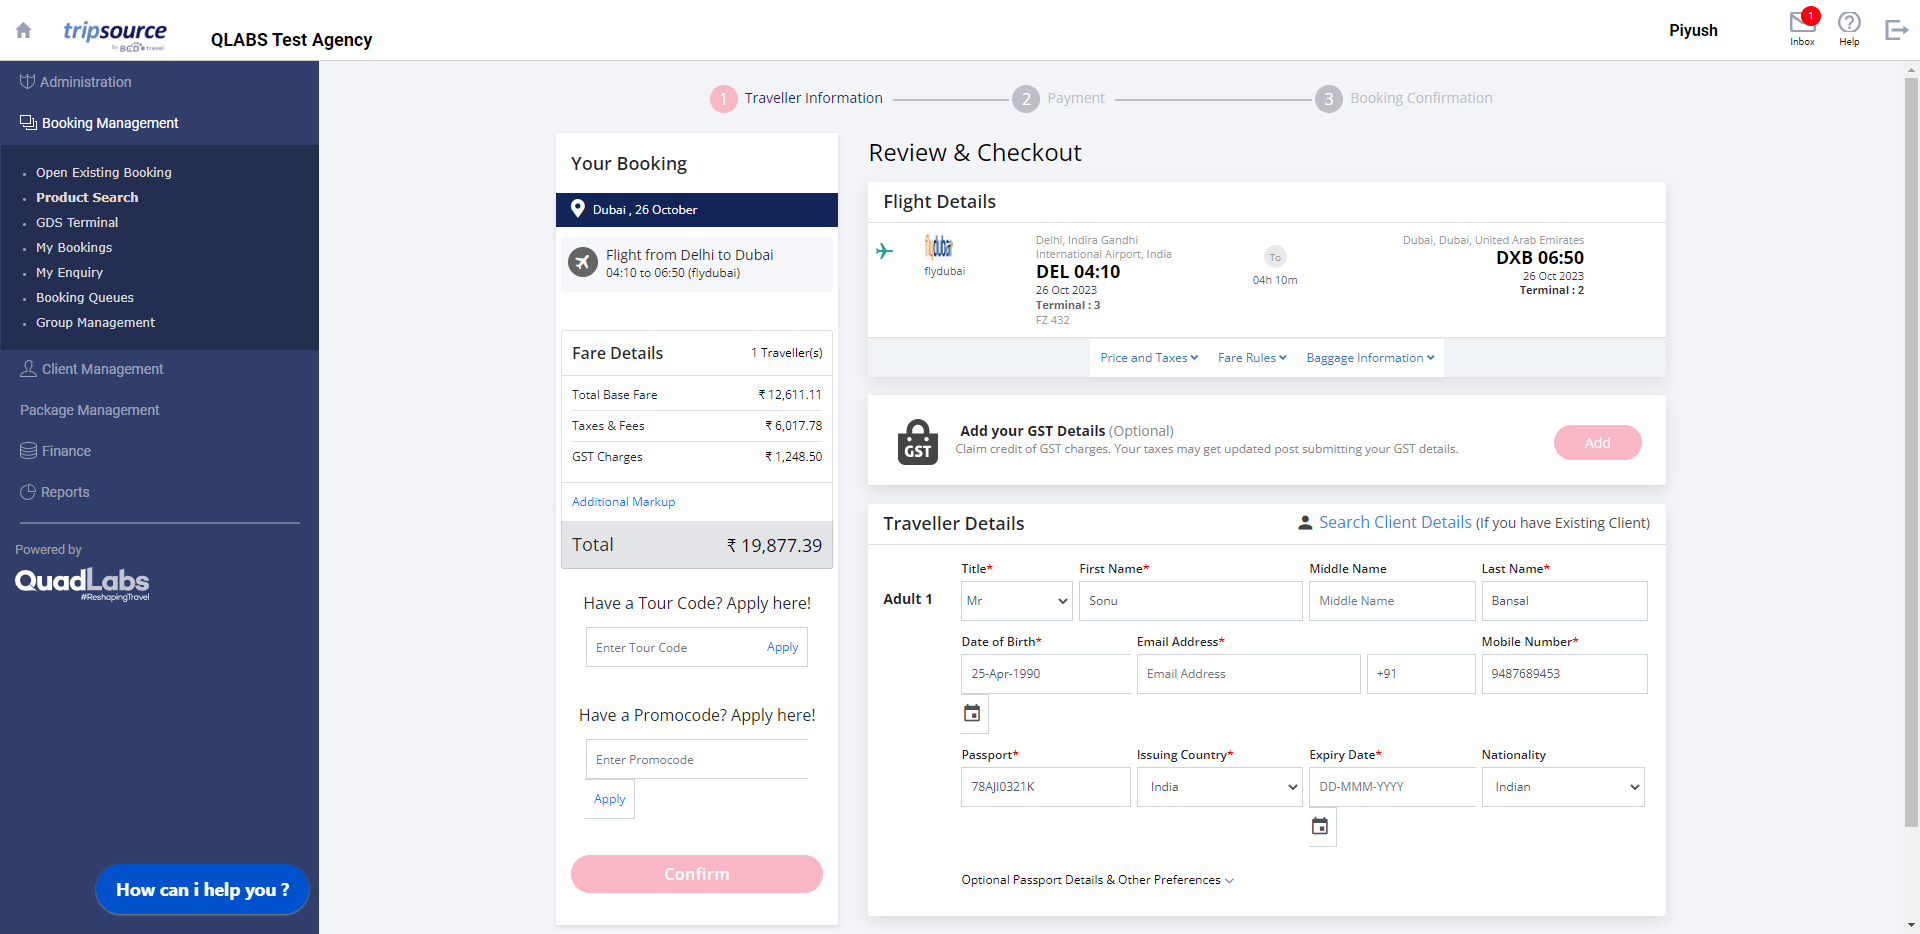 tripsource
by BCD travel
QLABS Test Agency
Piyush
1
Inbox
Help
Administration
Booking Management
Open Existing Booking
Product Search
GDS Terminal
My Bookings
My Enquiry
Booking Queues
Group Management
Client Management
Package Management
Finance
Reports
Powered by
QuadLabs
#ReshapingTravel
How can i help you ?
1 Traveller Information
2 Payment
3 Booking Confirmation
Your Booking
Dubai , 26 October
Flight from Delhi to Dubai
04:10 to 06:50 (flydubai)
Fare Details 1 Traveller(s)
Total Base Fare ₹ 12,611.11
Taxes & Fees ₹ 6,017.78
GST Charges ₹ 1,248.50
Additional Markup
Total ₹ 19,877.39
Have a Tour Code? Apply here!
Enter Tour Code Apply
Have a Promocode? Apply here!
Enter Promocode
Apply
Confirm
Review & Checkout
Flight Details
flydubai
flydubai
Delhi, Indira Gandhi
International Airport, India
DEL 04:10
26 Oct 2023
Terminal : 3
FZ 432
To
04h 10m
Dubai, Dubai, United Arab Emirates
DXB 06:50
26 Oct 2023
Terminal : 2
Price and Taxes Fare Rules Baggage Information
GST
Add your GST Details (Optional)
Claim credit of GST charges. Your taxes may get updated post submitting your GST details.
Add
Traveller Details
Search Client Details (If you have Existing Client)
Adult 1
Title* First Name* Middle Name Last Name*
Mr Sonu Middle Name Bansal
Date of Birth* Email Address* Mobile Number*
25-Apr-1990 Email Address +91 9487689453
Passport* Issuing Country* Expiry Date* Nationality
78AJI0321K India DD-MMM-YYYY Indian
Optional Passport Details & Other Preferences